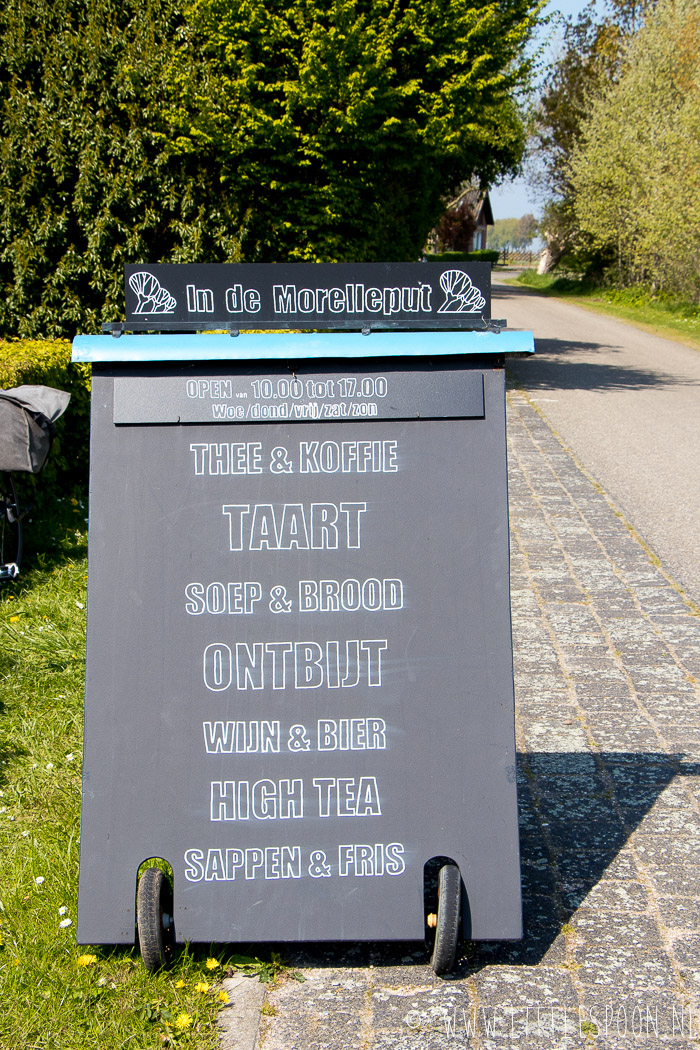 In de Morelleput
OPEN van 10.00 tot 17.00
Woe/dond/vrij/zat/zon
THEE & KOFFIE
TAART
SOEP & BROOD
ONTBIJT
WIJN & BIER
HIGH TEA
SAPPEN & FRIS
© WWW.LITTLESPOON.NL